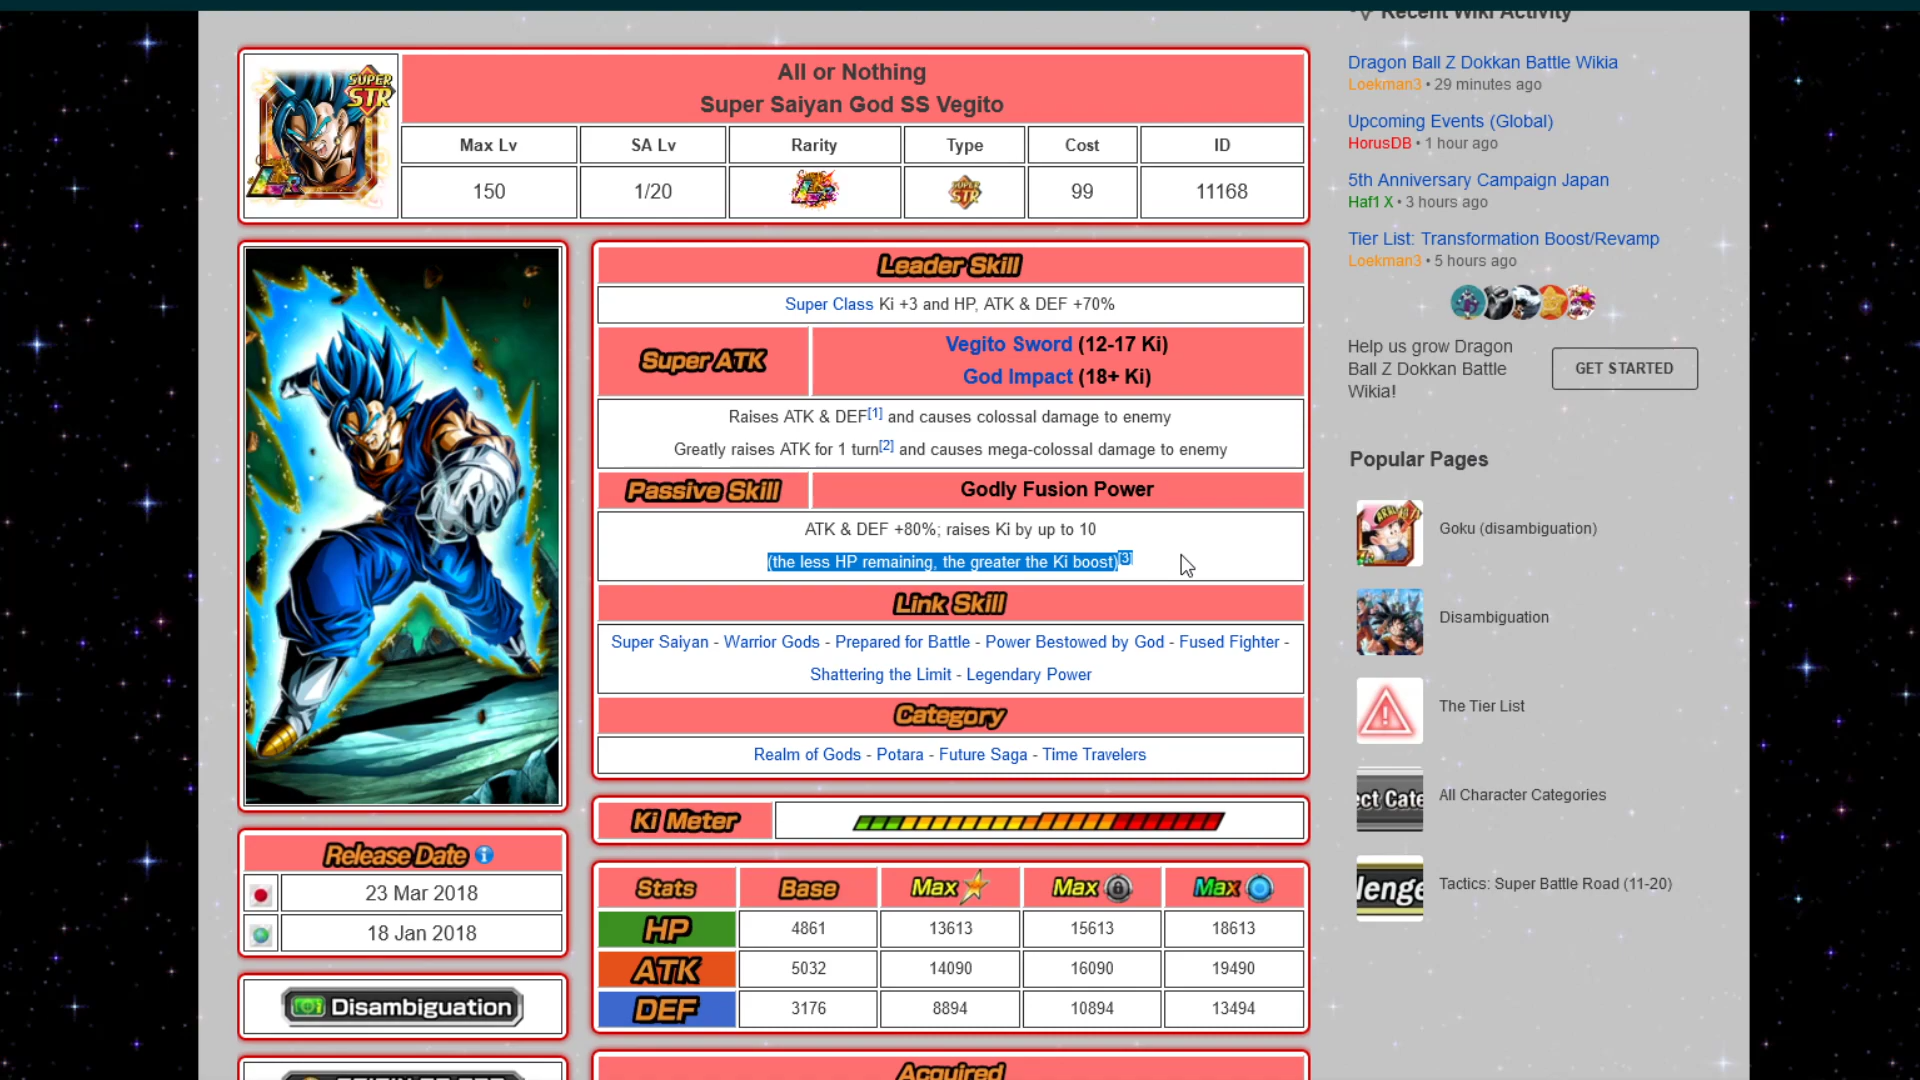 All or Nothing
Super Saiyan God SS Vegito
SUPER STR
LR
Max Lv SA Lv Rarity Type Cost ID
150 1/20 LR SUPER STR 99 11168
Leader Skill
Super Class Ki +3 and HP, ATK & DEF +70%
Super ATK
Vegito Sword (12-17 Ki)
God Impact (18+ Ki)
Raises ATK & DEF[1] and causes colossal damage to enemy
Greatly raises ATK for 1 turn[2] and causes mega-colossal damage to enemy
Passive Skill Godly Fusion Power
ATK & DEF +80%; raises Ki by up to 10
(the less HP remaining, the greater the Ki boost)[3]
Link Skill
Super Saiyan - Warrior Gods - Prepared for Battle - Power Bestowed by God - Fused Fighter -
Shattering the Limit - Legendary Power
Category
Realm of Gods - Potara - Future Saga - Time Travelers
Ki Meter
Release Date
23 Mar 2018
18 Jan 2018
Disambiguation
Stats Base Max Max Max
HP 4861 13613 15613 18613
ATK 5032 14090 16090 19490
DEF 3176 8894 10894 13494
Acquired
Recent Wiki Activity
Dragon Ball Z Dokkan Battle Wikia
Loekman3 • 29 minutes ago
Upcoming Events (Global)
HorusDB • 1 hour ago
5th Anniversary Campaign Japan
Haf1 X • 3 hours ago
Tier List: Transformation Boost/Revamp
Loekman3 • 5 hours ago
Help us grow Dragon
Ball Z Dokkan Battle
Wikia!
GET STARTED
Popular Pages
Goku (disambiguation)
Disambiguation
The Tier List
ect Cate
All Character Categories
lenge
Tactics: Super Battle Road (11-20)